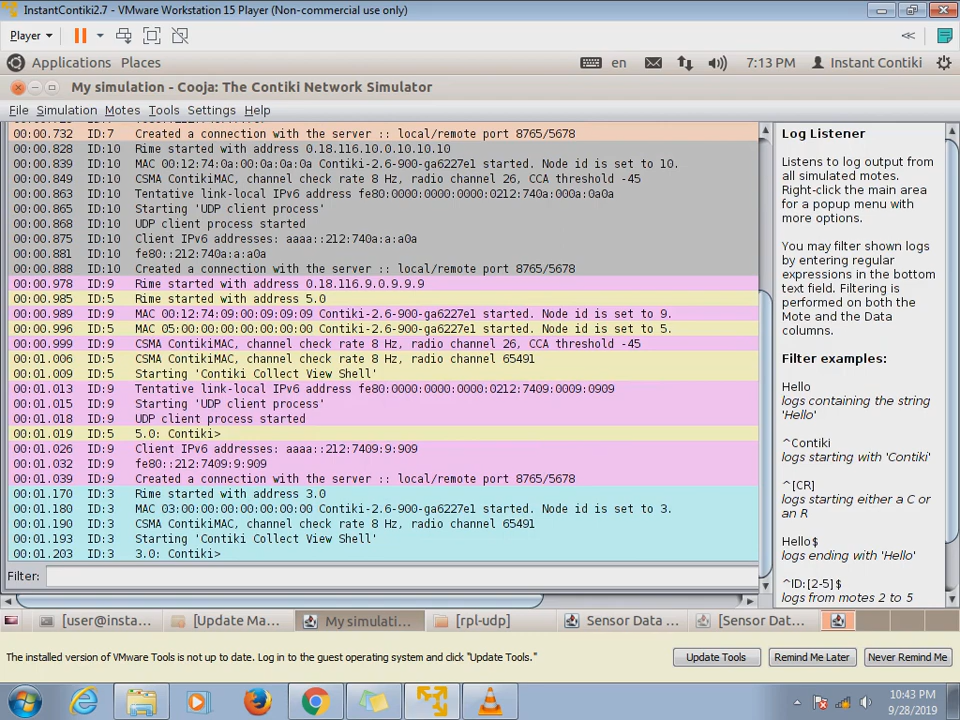 InstantContiki2.7 - VMware Workstation 15 Player (Non-commercial use only)
Player
Applications Places en 7:13 PM Instant Contiki
My simulation - Cooja: The Contiki Network Simulator
File Simulation Motes Tools Settings Help
00:00.732 ID:7 Created a connection with the server :: local/remote port 8765/5678
00:00.828 ID:10 Rime started with address 0.18.116.10.0.10.10.10
00:00.839 ID:10 MAC 00:12:74:0a:00:0a:0a:0a Contiki-2.6-900-ga6227e1 started. Node id is set to 10.
00:00.849 ID:10 CSMA ContikiMAC, channel check rate 8 Hz, radio channel 26, CCA threshold -45
00:00.863 ID:10 Tentative link-local IPv6 address fe80:0000:0000:0000:0212:740a:000a:0a0a
00:00.865 ID:10 Starting 'UDP client process'
00:00.868 ID:10 UDP client process started
00:00.875 ID:10 Client IPv6 addresses: aaaa::212:740a:a:a0a
00:00.881 ID:10 fe80::212:740a:a:a0a
00:00.888 ID:10 Created a connection with the server :: local/remote port 8765/5678
00:00.978 ID:9 Rime started with address 0.18.116.9.0.9.9.9
00:00.985 ID:5 Rime started with address 5.0
00:00.989 ID:9 MAC 00:12:74:09:00:09:09:09 Contiki-2.6-900-ga6227e1 started. Node id is set to 9.
00:00.996 ID:5 MAC 05:00:00:00:00:00:00:00 Contiki-2.6-900-ga6227e1 started. Node id is set to 5.
00:00.999 ID:9 CSMA ContikiMAC, channel check rate 8 Hz, radio channel 26, CCA threshold -45
00:01.006 ID:5 CSMA ContikiMAC, channel check rate 8 Hz, radio channel 65491
00:01.009 ID:5 Starting 'Contiki Collect View Shell'
00:01.013 ID:9 Tentative link-local IPv6 address fe80:0000:0000:0000:0212:7409:0009:0909
00:01.015 ID:9 Starting 'UDP client process'
00:01.018 ID:9 UDP client process started
00:01.019 ID:5 5.0: Contiki>
00:01.026 ID:9 Client IPv6 addresses: aaaa::212:7409:9:909
00:01.032 ID:9 fe80::212:7409:9:909
00:01.039 ID:9 Created a connection with the server :: local/remote port 8765/5678
00:01.170 ID:3 Rime started with address 3.0
00:01.180 ID:3 MAC 03:00:00:00:00:00:00:00 Contiki-2.6-900-ga6227e1 started. Node id is set to 3.
00:01.190 ID:3 CSMA ContikiMAC, channel check rate 8 Hz, radio channel 65491
00:01.193 ID:3 Starting 'Contiki Collect View Shell'
00:01.203 ID:3 3.0: Contiki>
Filter:
Log Listener
Listens to log output from
all simulated motes.
Right-click the main area
for a popup menu with
more options.
You may filter shown logs
by entering regular
expressions in the bottom
text field. Filtering is
performed on both the
Mote and the Data
columns.
Filter examples:
Hello
logs containing the string
'Hello'
^Contiki
logs starting with 'Contiki'
^[CR]
logs starting either a C or
an R
Hello$
logs ending with 'Hello'
^ID:[2-5]$
logs from motes 2 to 5
[user@insta... [Update Ma... My simulati... [rpl-udp] Sensor Data ... [Sensor Dat...
The installed version of VMware Tools is not up to date. Log in to the guest operating system and click "Update Tools."
Update Tools Remind Me Later Never Remind Me
10:43 PM
9/28/2019